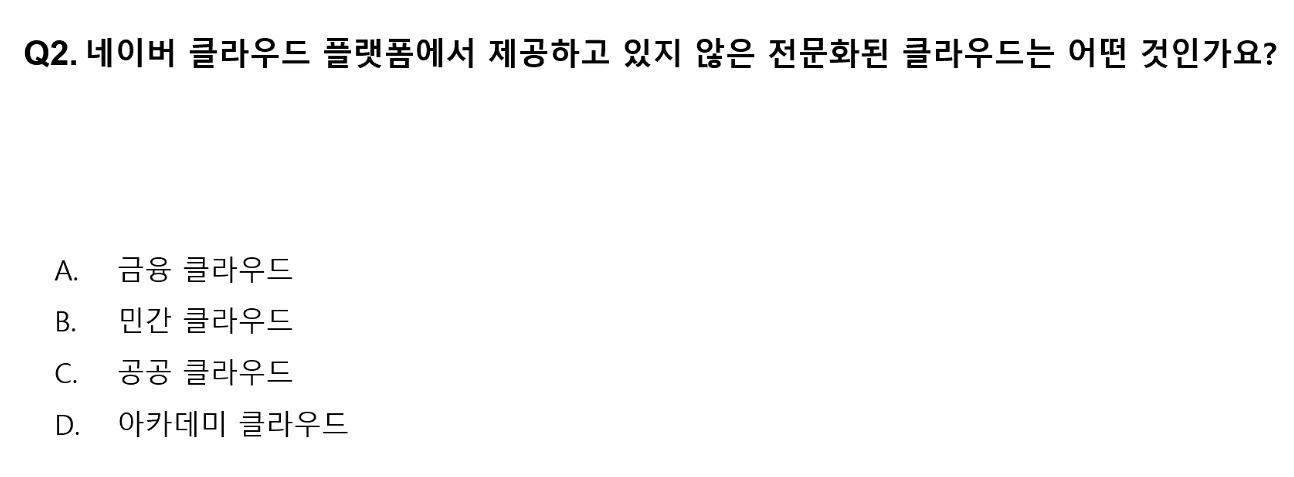 Q2. 네이버 클라우드 플랫폼에서 제공하고 있지 않은 전문화된 클라우드는 어떤 것인가요?
A. 금융 클라우드
B. 민간 클라우드
C. 공공 클라우드
D. 아카데미 클라우드